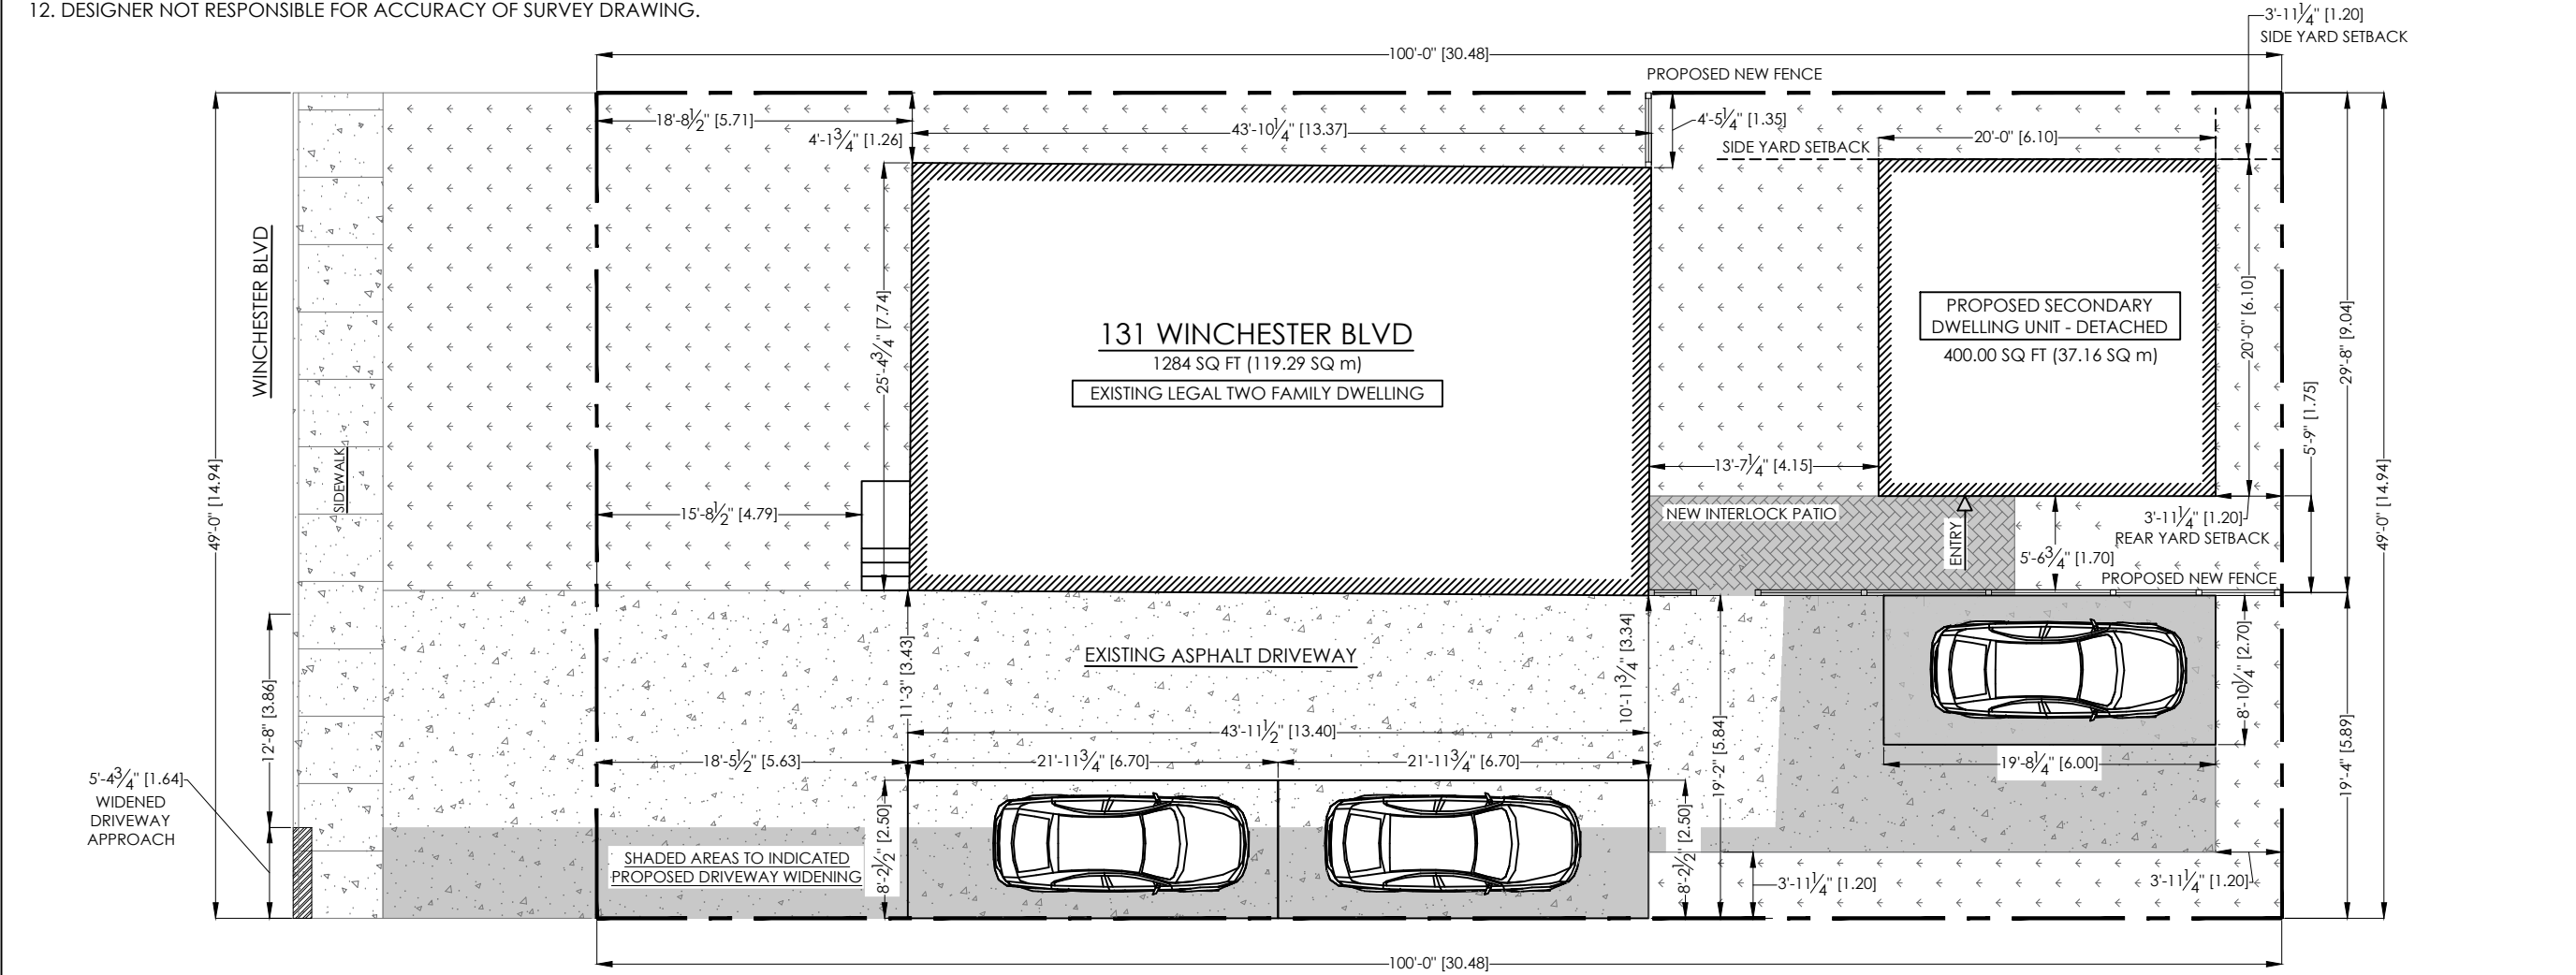 12. DESIGNER NOT RESPONSIBLE FOR ACCURACY OF SURVEY DRAWING.
3'-11¼" [1.20]
SIDE YARD SETBACK
100'-0" [30.48]
PROPOSED NEW FENCE
18'-8½" [5.71]
4'-1¾" [1.26]
43'-10¼" [13.37]
4'-5¼" [1.35]
SIDE YARD SETBACK
20'-0" [6.10]
WINCHESTER BLVD
SIDEWALK
49'-0" [14.94]
25'-4¾" [7.74]
131 WINCHESTER BLVD
1284 SQ FT (119.29 SQ m)
EXISTING LEGAL TWO FAMILY DWELLING
PROPOSED SECONDARY
DWELLING UNIT - DETACHED
400.00 SQ FT (37.16 SQ m)
20'-0" [6.10]
29'-8" [9.04]
5'-9" [1.75]
49'-0" [14.94]
13'-7¼" [4.15]
15'-8½" [4.79]
NEW INTERLOCK PATIO
ENTRY
3'-11¼" [1.20]
REAR YARD SETBACK
5'-6¾" [1.70]
PROPOSED NEW FENCE
EXISTING ASPHALT DRIVEWAY
11'-3" [3.43]
10'-11¾" [3.34]
12'-8" [3.86]
43'-11½" [13.40]
18'-5½" [5.63]
21'-11¾" [6.70]
21'-11¾" [6.70]
19'-2" [5.84]
8'-10¼" [2.70]
19'-8¼" [6.00]
19'-4" [5.89]
5'-4¾" [1.64]
WIDENED
DRIVEWAY
APPROACH
SHADED AREAS TO INDICATED
PROPOSED DRIVEWAY WIDENING
8'-2½" [2.50]
8'-2½" [2.50]
3'-11¼" [1.20]
3'-11¼" [1.20]
100'-0" [30.48]